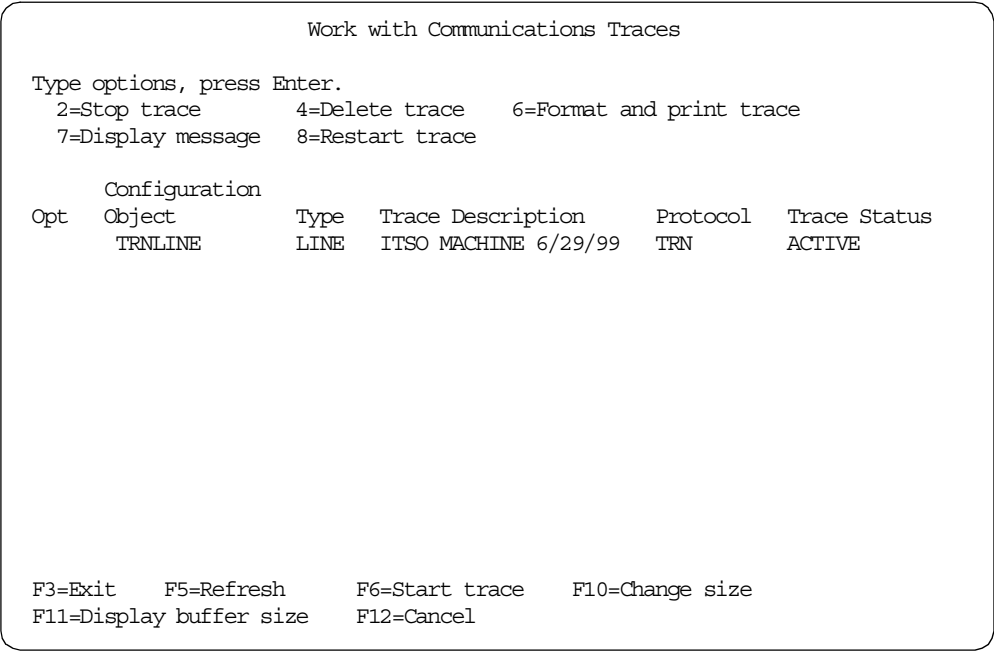 Work with Communications Traces
Type options, press Enter.
2=Stop trace 4=Delete trace 6=Format and print trace
7=Display message 8=Restart trace
Configuration
Opt Object Type Trace Description Protocol Trace Status
TRNLINE LINE ITSO MACHINE 6/29/99 TRN ACTIVE
F3=Exit F5=Refresh F6=Start trace F10=Change size
F11=Display buffer size F12=Cancel